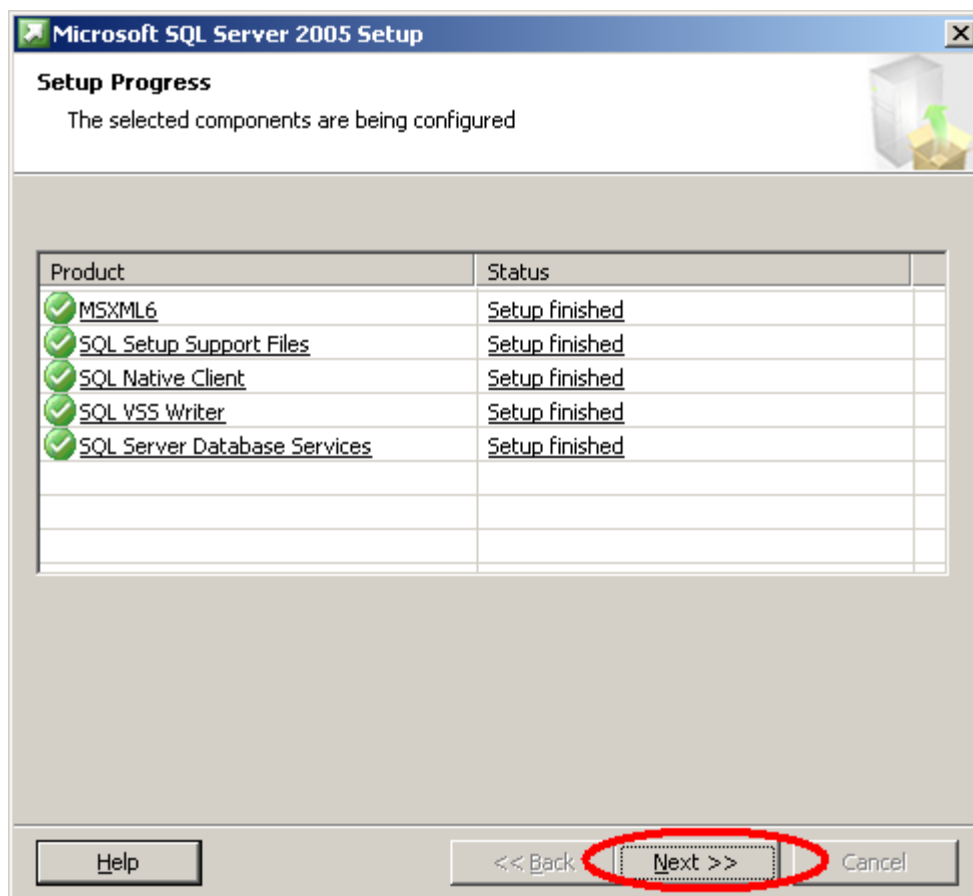 Microsoft SQL Server 2005 Setup
Setup Progress
The selected components are being configured
Product Status
MSXML6 Setup finished
SQL Setup Support Files Setup finished
SQL Native Client Setup finished
SQL VSS Writer Setup finished
SQL Server Database Services Setup finished
Help << Back Next >> Cancel